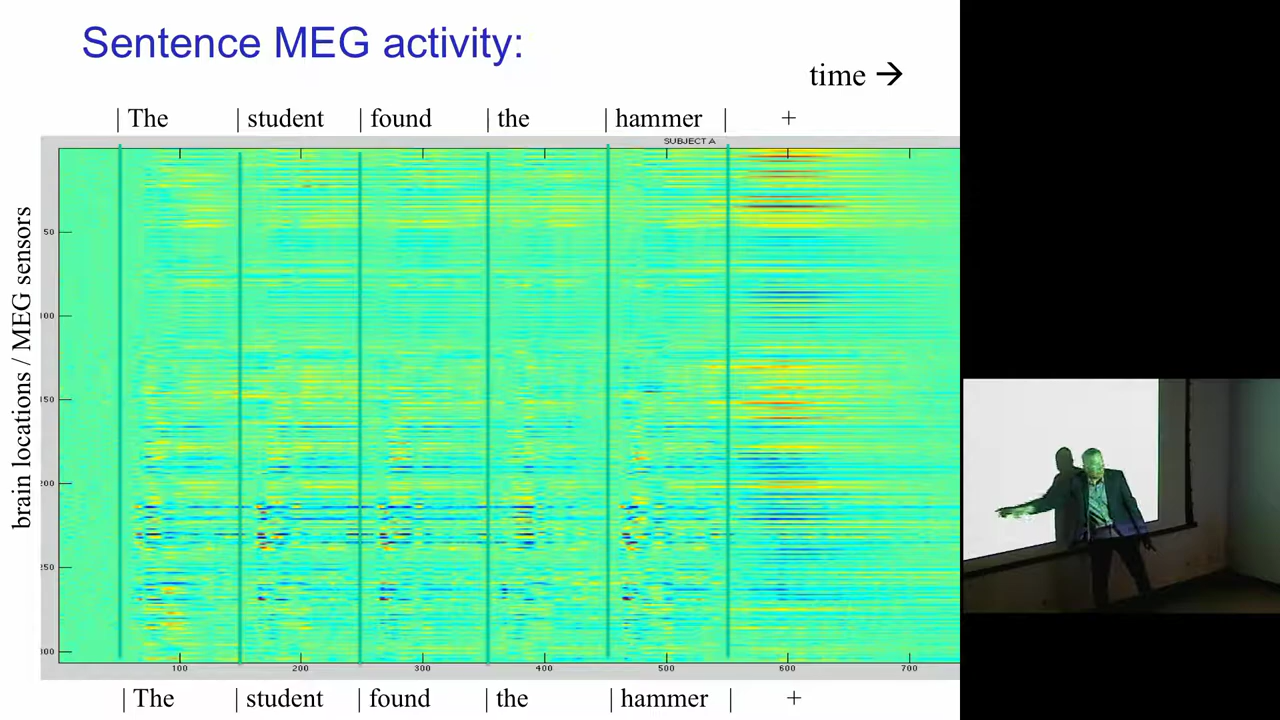 Sentence MEG activity:
time →
| The | student | found | the | hammer | +
SUBJECT A
brain locations / MEG sensors
50
100
150
200
250
300
100 200 300 400 500 600 700
| The | student | found | the | hammer | +